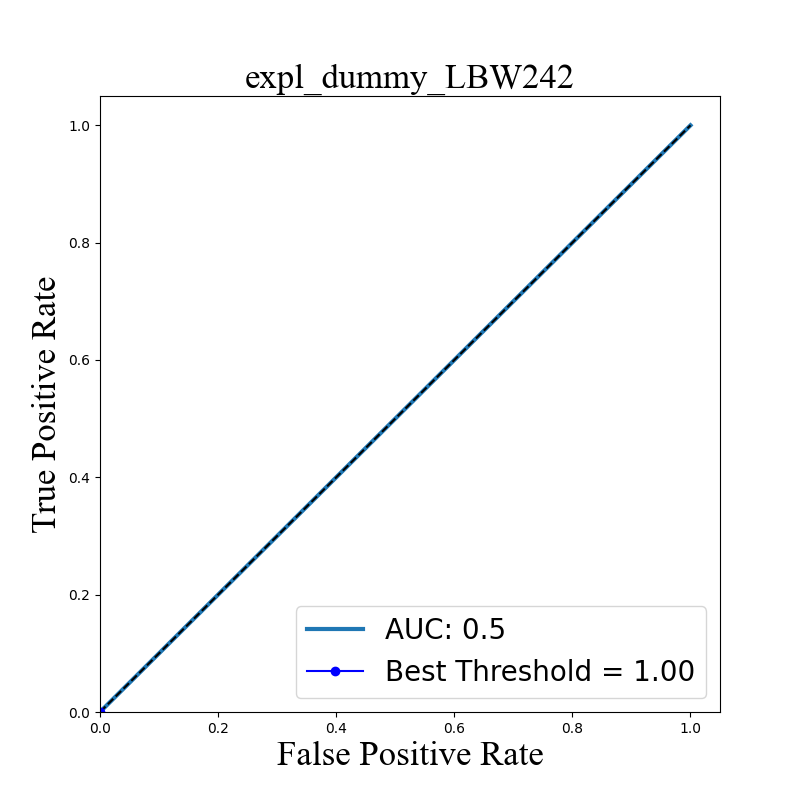 expl_dummy_LBW242
True Positive Rate
1.0
0.8
0.6
0.4
0.2
0.0
AUC: 0.5
Best Threshold = 1.00
0.0 0.2 0.4 0.6 0.8 1.0
False Positive Rate